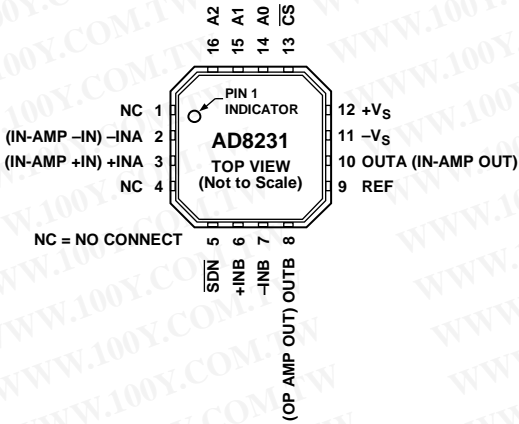 16 A2
15 A1
14 A0
13 CS
PIN 1
INDICATOR
NC 1
(IN-AMP –IN) –INA 2
(IN-AMP +IN) +INA 3
NC 4
AD8231
TOP VIEW
(Not to Scale)
12 +VS
11 –VS
10 OUTA (IN-AMP OUT)
9 REF
NC = NO CONNECT
SDN 5
+INB 6
–INB 7
(OP AMP OUT) OUTB 8
WWW.100Y.COM.TW